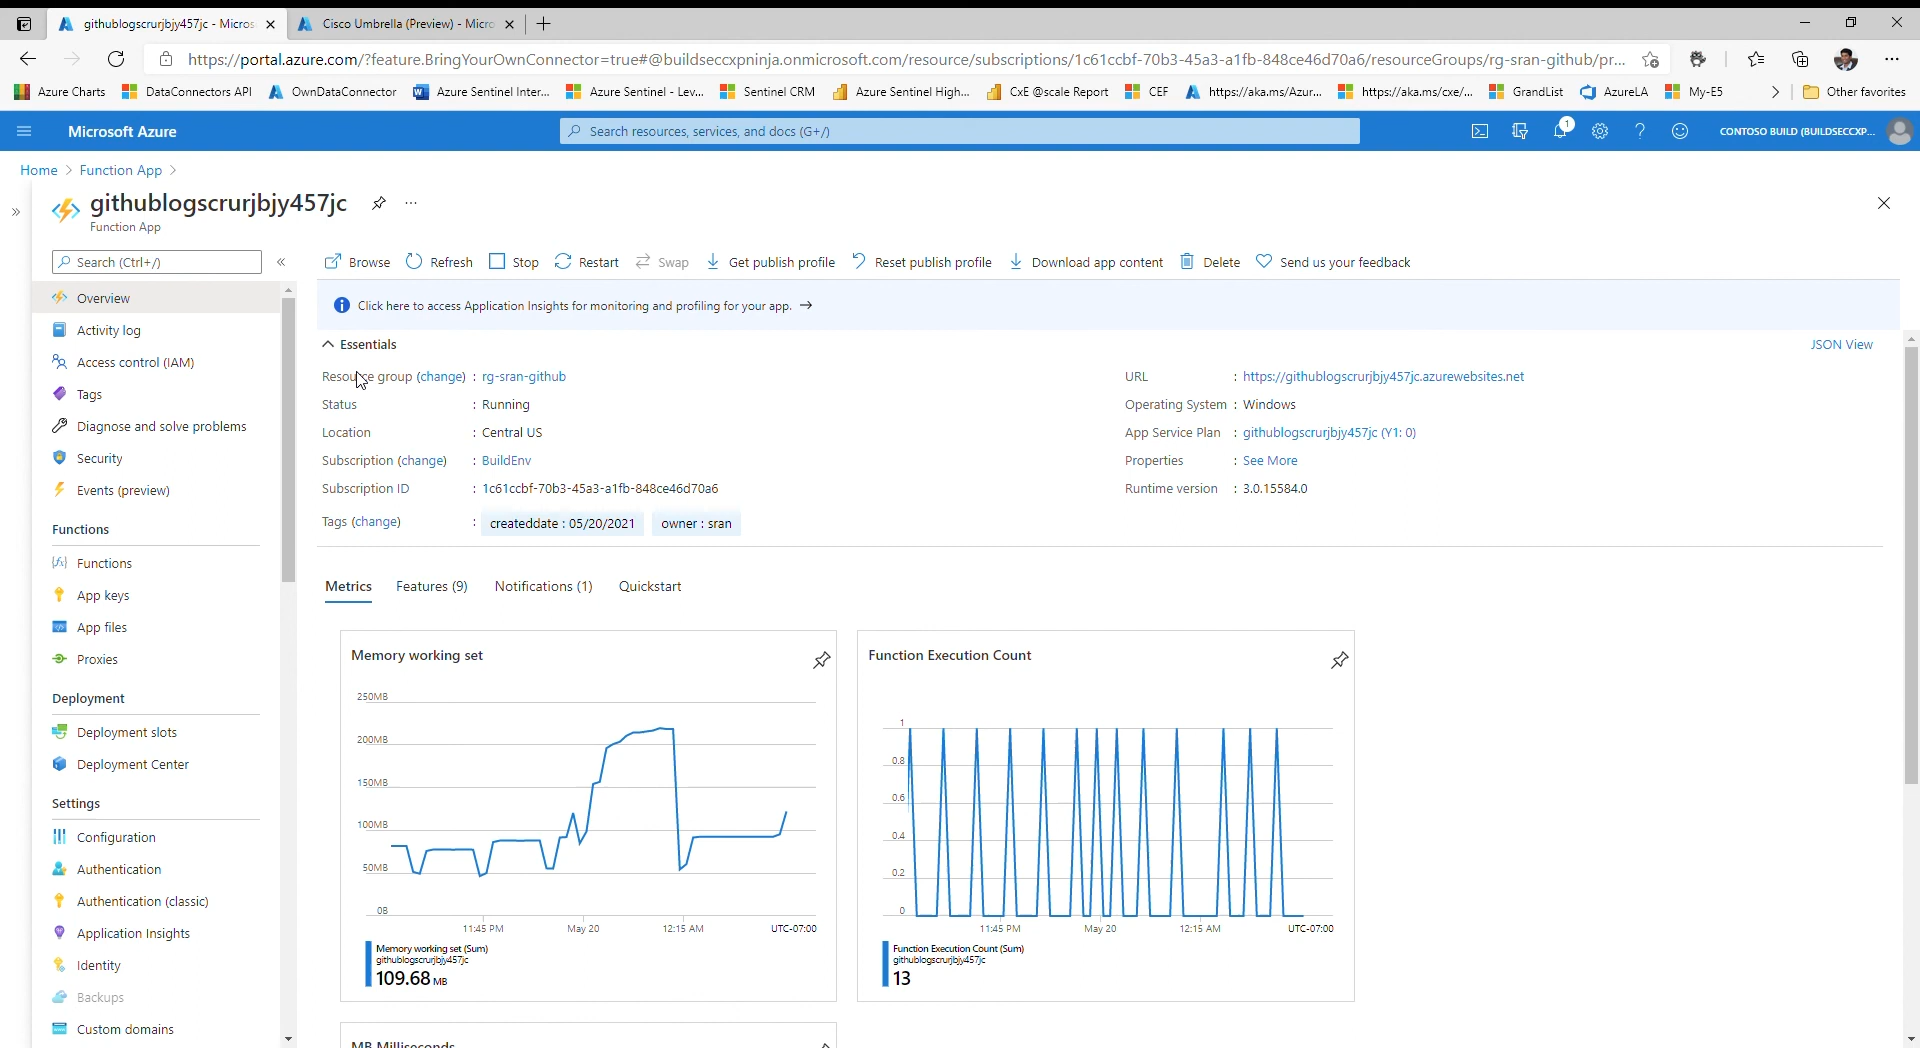 githublogscrurjbjy457jc - Micros
Cisco Umbrella (Preview) - Micro
https://portal.azure.com/?feature.BringYourOwnConnector=true#@buildseccxpninja.onmicrosoft.com/resource/subscriptions/1c61ccbf-70b3-45a3-a1fb-848ce46d70a6/resourceGroups/rg-sran-github/pr...
Azure Charts
DataConnectors API
OwnDataConnector
Azure Sentinel Inter...
Azure Sentinel - Lev...
Sentinel CRM
Azure Sentinel High...
CxE @scale Report
CEF
https://aka.ms/Azur...
https://aka.ms/cxe/...
GrandList
AzureLA
My-E5
Other favorites
Microsoft Azure
Search resources, services, and docs (G+/)
1
CONTOSO BUILD (BUILDSECCXP...
Home > Function App >
githublogscrurjbjy457jc
Function App
Search (Ctrl+/)
Browse
Refresh
Stop
Restart
Swap
Get publish profile
Reset publish profile
Download app content
Delete
Send us your feedback
Overview
Activity log
Access control (IAM)
Tags
Diagnose and solve problems
Security
Events (preview)
Functions
Functions
App keys
App files
Proxies
Deployment
Deployment slots
Deployment Center
Settings
Configuration
Authentication
Authentication (classic)
Application Insights
Identity
Backups
Custom domains
Click here to access Application Insights for monitoring and profiling for your app. →
Essentials
JSON View
Resource group (change) : rg-sran-github
Status : Running
Location : Central US
Subscription (change) : BuildEnv
Subscription ID : 1c61ccbf-70b3-45a3-a1fb-848ce46d70a6
Tags (change) : createddate : 05/20/2021 owner : sran
URL : https://githublogscrurjbjy457jc.azurewebsites.net
Operating System : Windows
App Service Plan : githublogscrurjbjy457jc (Y1: 0)
Properties : See More
Runtime version : 3.0.15584.0
Metrics
Features (9)
Notifications (1)
Quickstart
Memory working set
250MB
200MB
150MB
100MB
50MB
0B
11:45 PM
May 20
12:15 AM
UTC-07:00
Memory working set (Sum)
githublogscrurjbjy457jc
109.68 MB
Function Execution Count
1
0.8
0.6
0.4
0.2
0
11:45 PM
May 20
12:15 AM
UTC-07:00
Function Execution Count (Sum)
githublogscrurjbjy457jc
13
MB Milliseconds